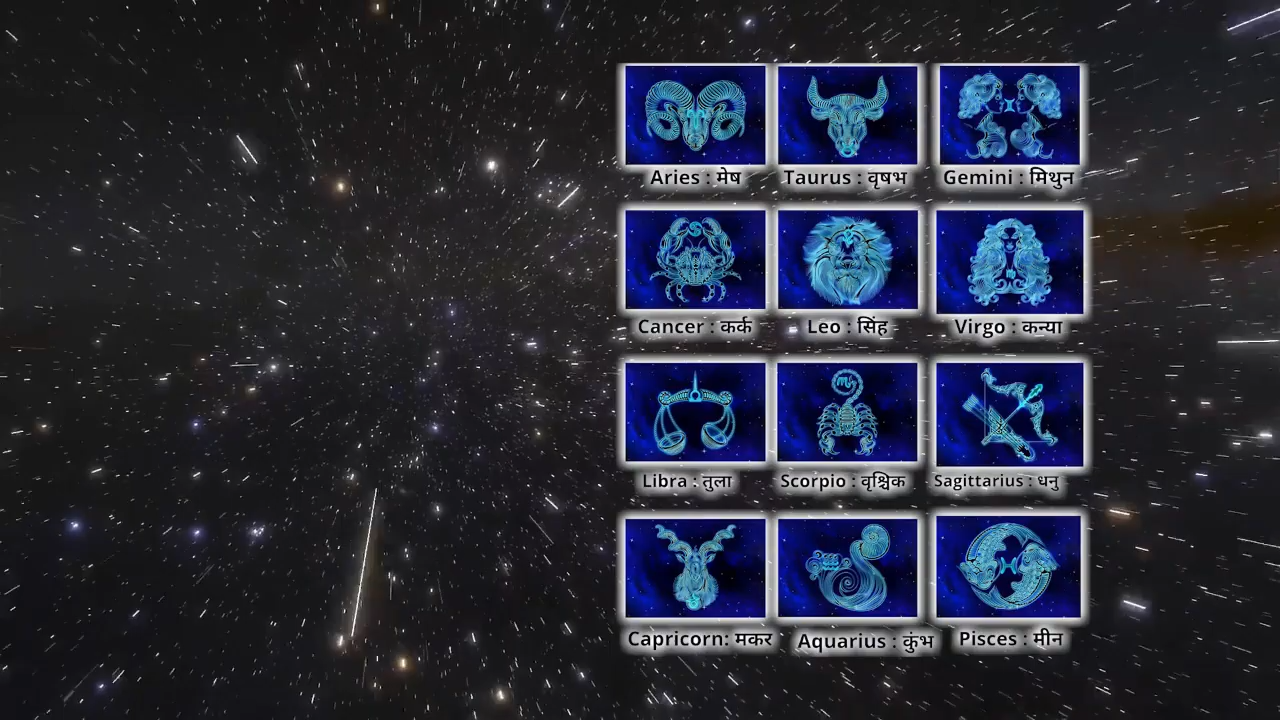 Aries : मेष
Taurus : वृषभ
Gemini : मिथुन
Cancer : कर्क
Leo : सिंह
Virgo : कन्या
Libra : तुला
Scorpio : वृश्चिक
Sagittarius : धनु
Capricorn: मकर
Aquarius : कुंभ
Pisces : मीन